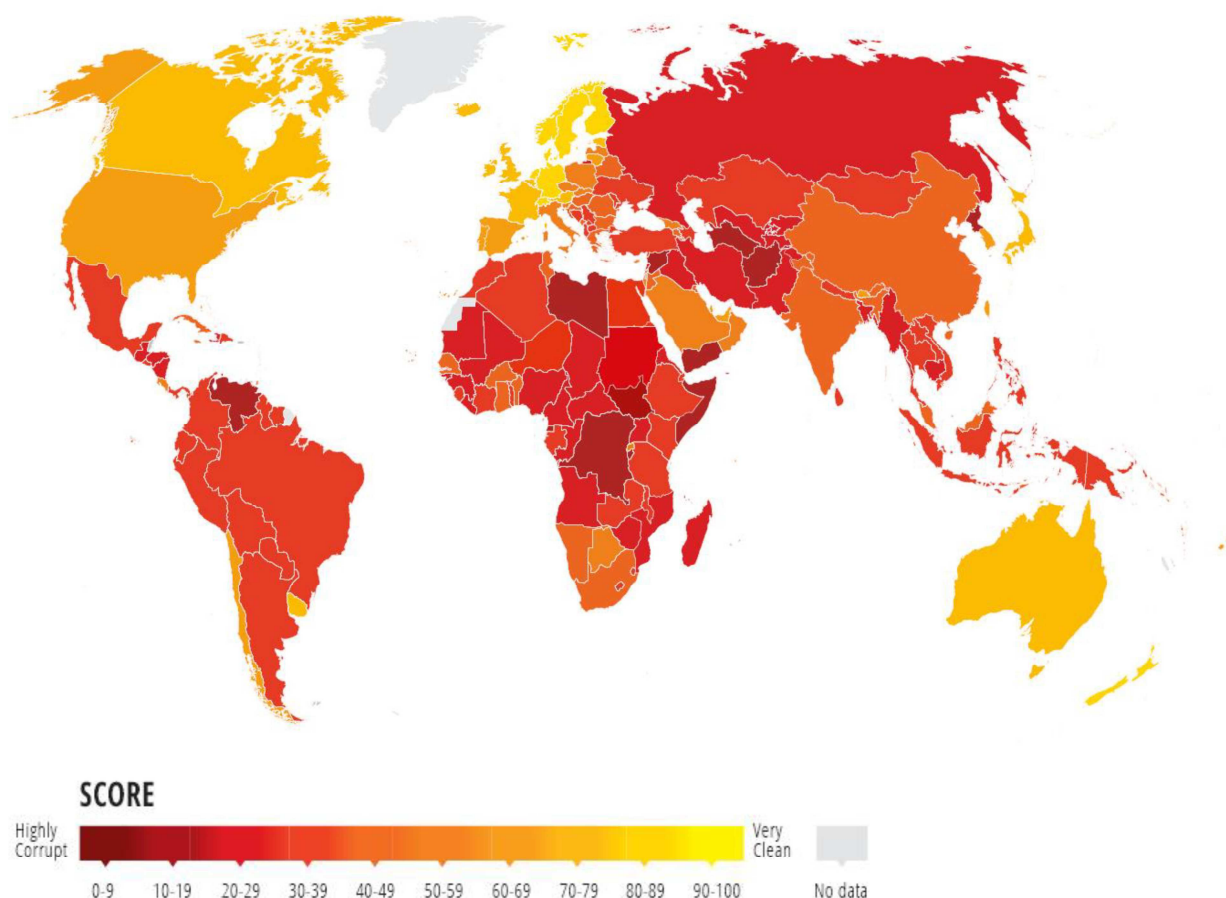 SCORE
Highly
Corrupt
Very
Clean
0-9 10-19 20-29 30-39 40-49 50-59 60-69 70-79 80-89 90-100 No data